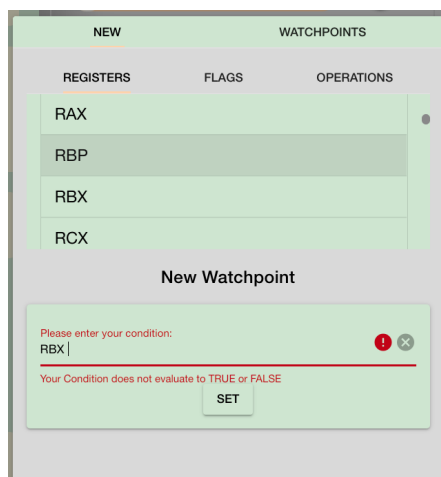 NEW WATCHPOINTS
REGISTERS FLAGS OPERATIONS
RAX
RBP
RBX
RCX
New Watchpoint
Please enter your condition:
RBX
Your Condition does not evaluate to TRUE or FALSE
SET